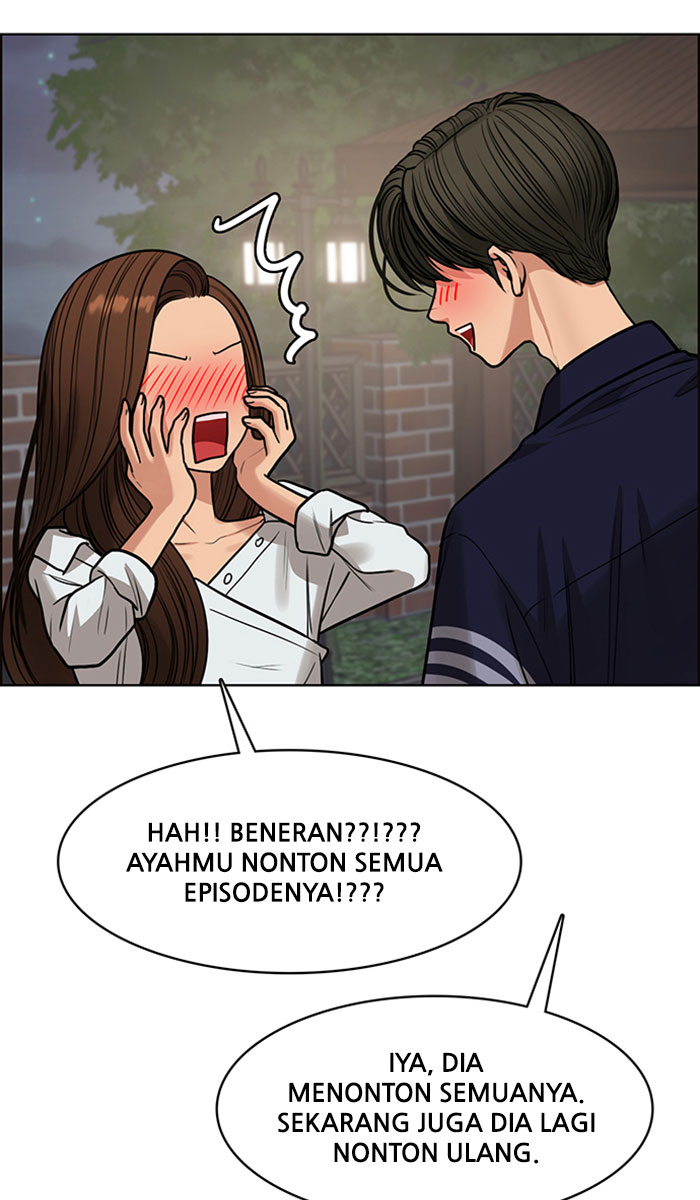 HAH!! BENERAN??!???
AYAHMU NONTON SEMUA
EPISODENYA!???
IYA, DIA
MENONTON SEMUANYA.
SEKARANG JUGA DIA LAGI
NONTON ULANG.